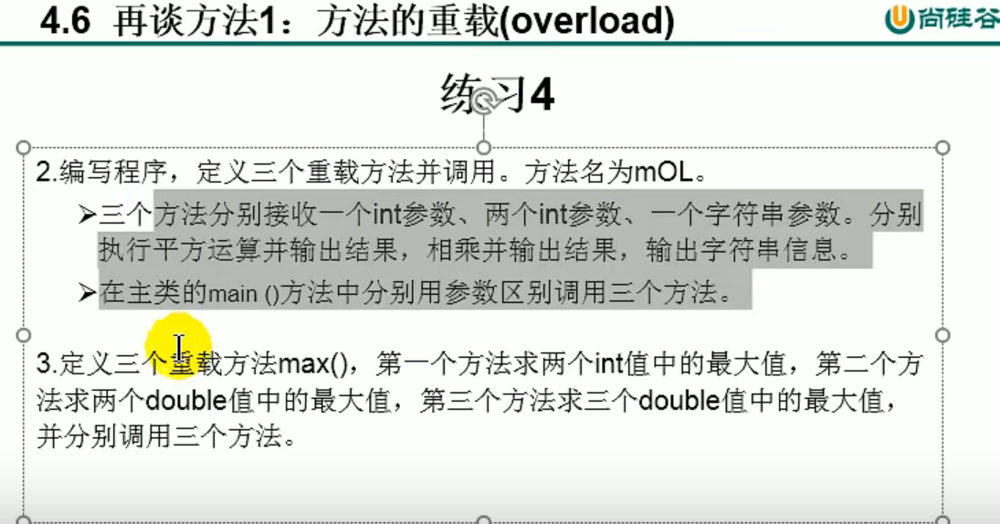 4.6 再谈方法1：方法的重载(overload)
尚硅谷
练习4
2.编写程序，定义三个重载方法并调用。方法名为mOL。
➢三个方法分别接收一个int参数、两个int参数、一个字符串参数。分别
执行平方运算并输出结果，相乘并输出结果，输出字符串信息。
➢在主类的main ()方法中分别用参数区别调用三个方法。
3.定义三个重载方法max()，第一个方法求两个int值中的最大值，第二个方
法求两个double值中的最大值，第三个方法求三个double值中的最大值，
并分别调用三个方法。